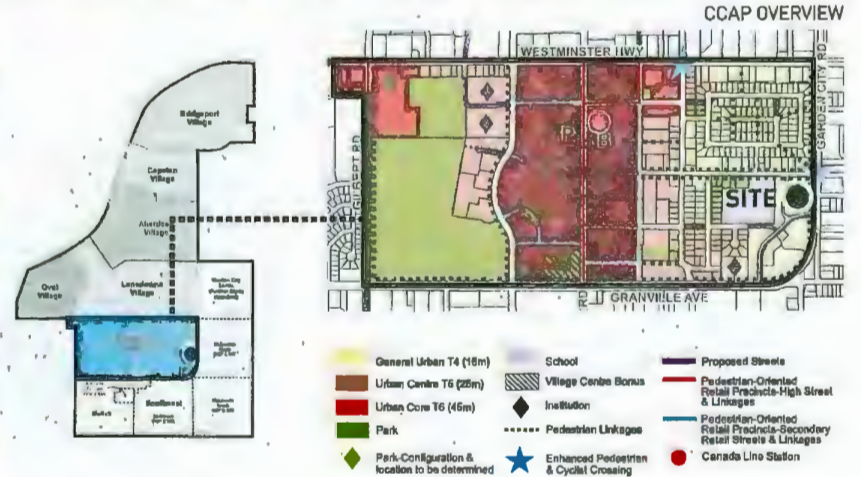 CCAP OVERVIEW
WESTMINSTER HWY
GARDEN CITY RD
GILBERT RD
SITE
RD
GRANVILLE AVE
Bridgeport
Village
Capstan
Village
Aberdeen
Village
Oval
Village
Lansdowne
Village
General Urban T4 (15m)
Urban Centre T5 (25m)
Urban Core T6 (45m)
Park
Park-Configuration &
location to be determined
School
Village Centre Bonus
Institution
Pedestrian Linkages
Enhanced Pedestrian
& Cyclist Crossing
Proposed Streets
Pedestrian-Oriented
Retail Precincts-High Street
& Linkages
Pedestrian-Oriented
Retail Precincts-Secondary
Retail Streets & Linkages
Canada Line Station